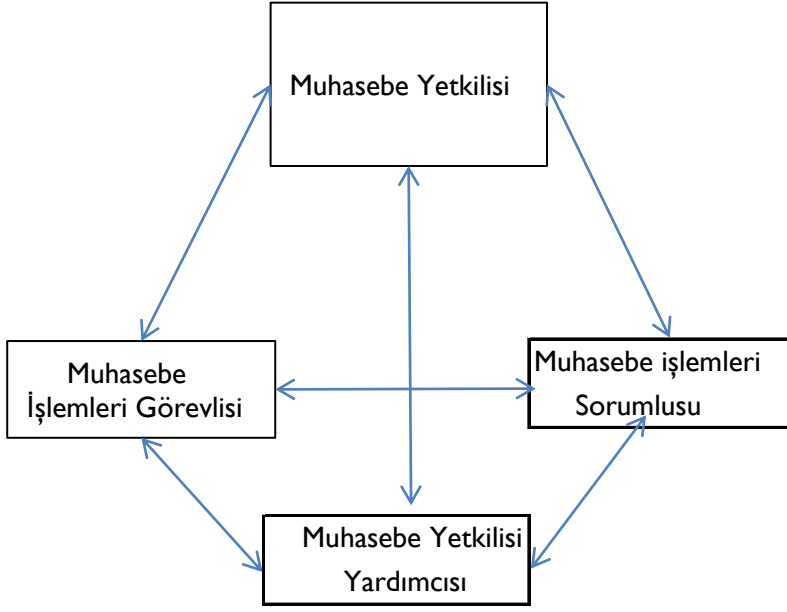 Muhasebe Yetkilisi
Muhasebe
İşlemleri Görevlisi
Muhasebe işlemleri
Sorumlusu
Muhasebe Yetkilisi
Yardımcısı